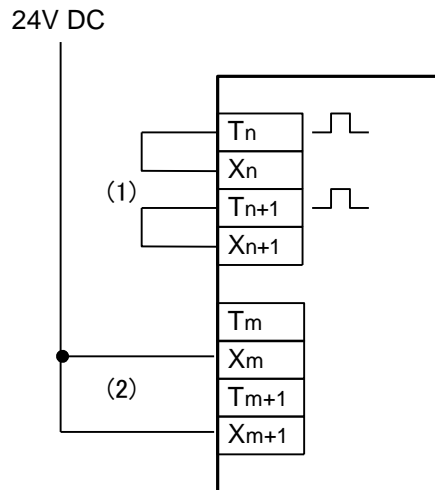 24V DC
Tn
Xn
(1)
Tn+1
Xn+1
Tm
Xm
(2)
Tm+1
Xm+1